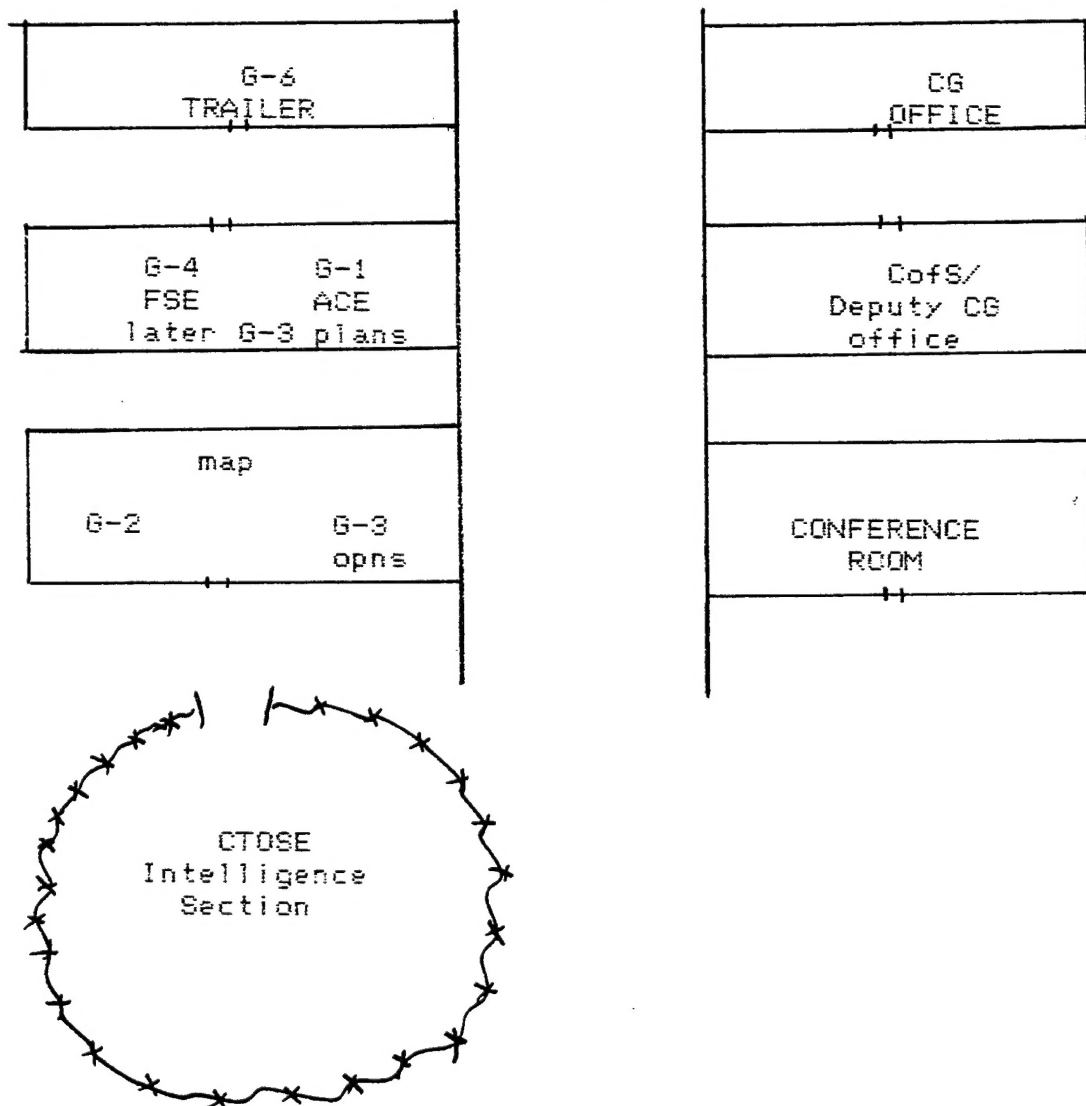 G-6
TRAILER
CG
OFFICE
G-4 G-1
FSE ACE
later G-3 plans
CofS/
Deputy CG
office
map
G-2 G-3
opns
CONFERENCE
ROOM
CTOSE
Intelligence
Section